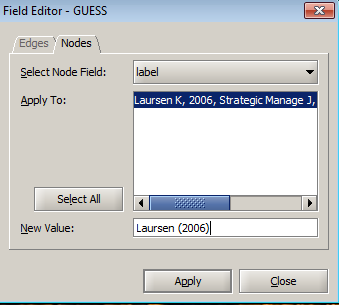 Field Editor - GUESS
Edges Nodes
Select Node Field: label
Apply To: Laursen K, 2006, Strategic Manage J,
Select All
New Value: Laursen (2006)
Apply Close